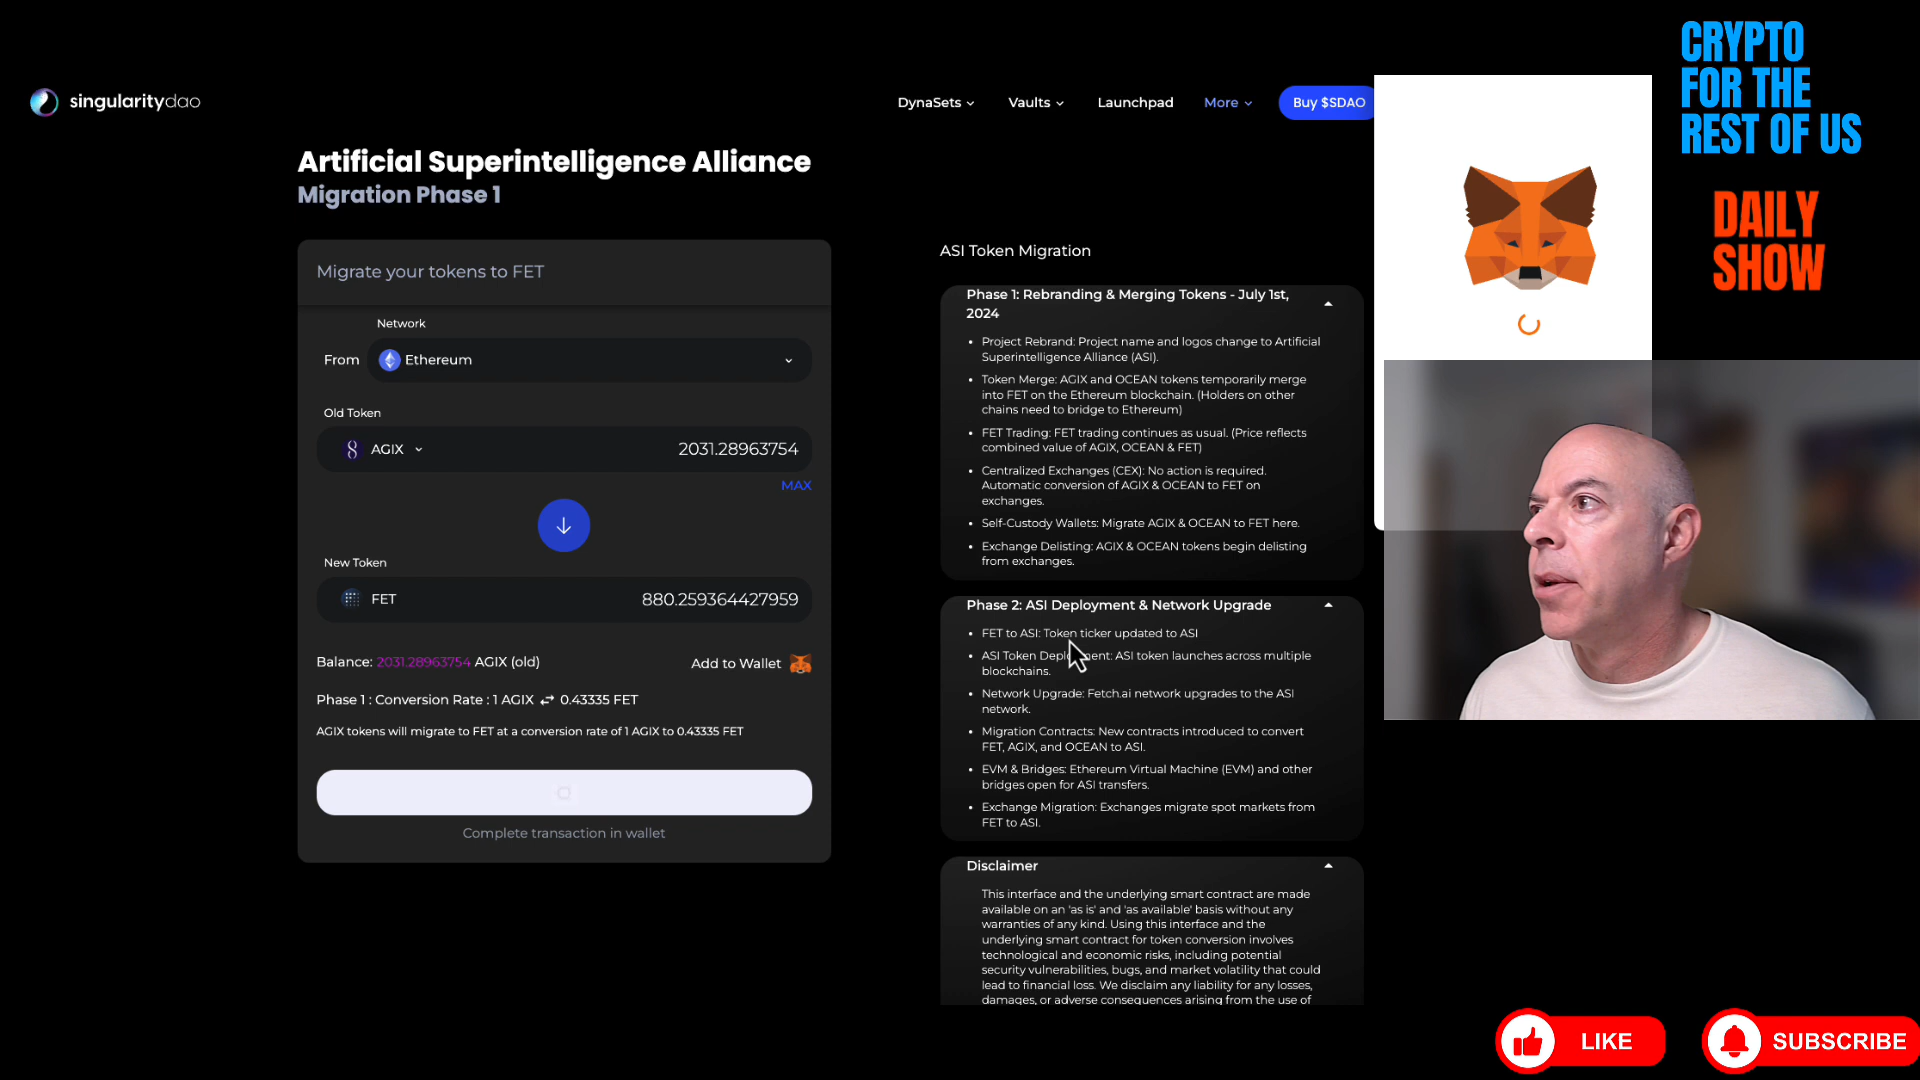 singularitydao
DynaSets
Vaults
Launchpad
More
Buy $SDAO
CRYPTO
FOR THE
REST OF US
DAILY
SHOW
Artificial Superintelligence Alliance
Migration Phase 1
Migrate your tokens to FET
Network
From
Ethereum
Old Token
AGIX
2031.28963754
MAX
New Token
FET
880.259364427959
Balance: 2031.28963754 AGIX (old)
Add to Wallet
Phase 1 : Conversion Rate : 1 AGIX ⇄ 0.43335 FET
AGIX tokens will migrate to FET at a conversion rate of 1 AGIX to 0.43335 FET
Complete transaction in wallet
ASI Token Migration
Phase 1: Rebranding & Merging Tokens - July 1st,
2024
• Project Rebrand: Project name and logos change to Artificial
Superintelligence Alliance (ASI).
• Token Merge: AGIX and OCEAN tokens temporarily merge
into FET on the Ethereum blockchain. (Holders on other
chains need to bridge to Ethereum)
• FET Trading: FET trading continues as usual. (Price reflects
combined value of AGIX, OCEAN & FET)
• Centralized Exchanges (CEX): No action is required.
Automatic conversion of AGIX & OCEAN to FET on
exchanges.
• Self-Custody Wallets: Migrate AGIX & OCEAN to FET here.
• Exchange Delisting: AGIX & OCEAN tokens begin delisting
from exchanges.
Phase 2: ASI Deployment & Network Upgrade
• FET to ASI: Token ticker updated to ASI
• ASI Token Deployment: ASI token launches across multiple
blockchains.
• Network Upgrade: Fetch.ai network upgrades to the ASI
network.
• Migration Contracts: New contracts introduced to convert
FET, AGIX, and OCEAN to ASI.
• EVM & Bridges: Ethereum Virtual Machine (EVM) and other
bridges open for ASI transfers.
• Exchange Migration: Exchanges migrate spot markets from
FET to ASI.
Disclaimer
This interface and the underlying smart contract are made
available on an 'as is' and 'as available' basis without any
warranties of any kind. Using this interface and the
underlying smart contract for token conversion involves
technological and economic risks, including potential
security vulnerabilities, bugs, and market volatility that could
lead to financial loss. We disclaim any liability for any losses,
damages, or adverse consequences arising from the use of
LIKE
SUBSCRIBE